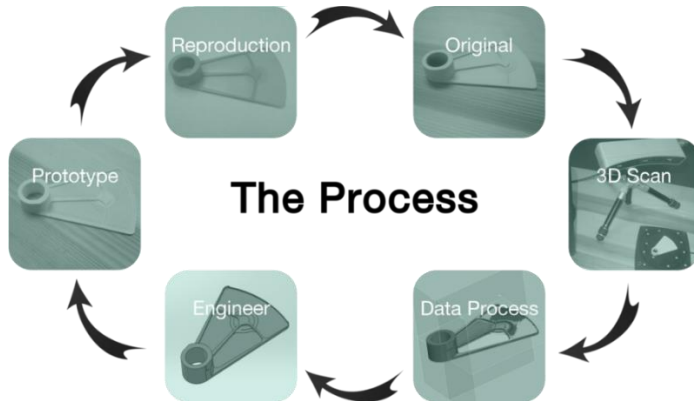 Reproduction
Original
Prototype
3D Scan
The Process
Engineer
Data Process